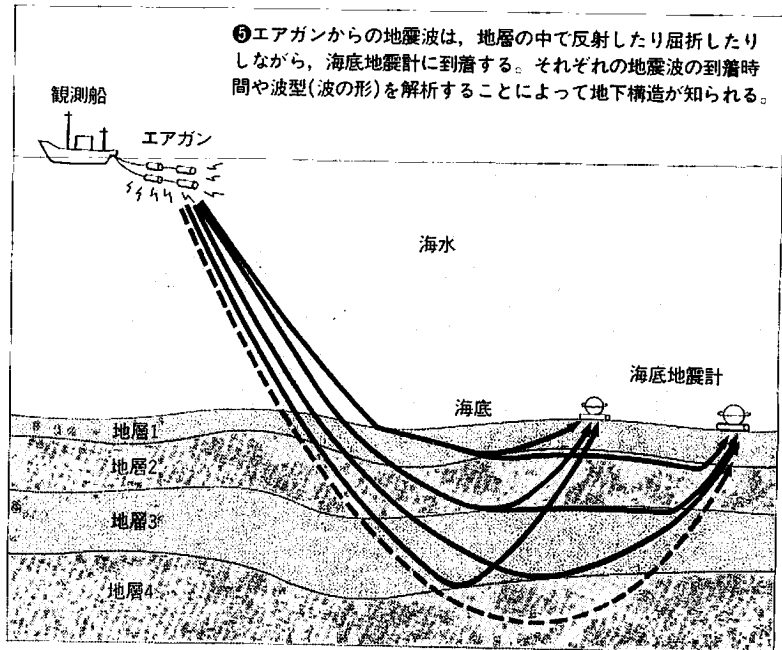 ❺エアガンからの地震波は，地層の中で反射したり屈折したり
しながら，海底地震計に到着する。それぞれの地震波の到着時
間や波型(波の形)を解析することによって地下構造が知られる。
観測船
エアガン
海水
海底地震計
海底
地層1
地層2
地層3
地層4